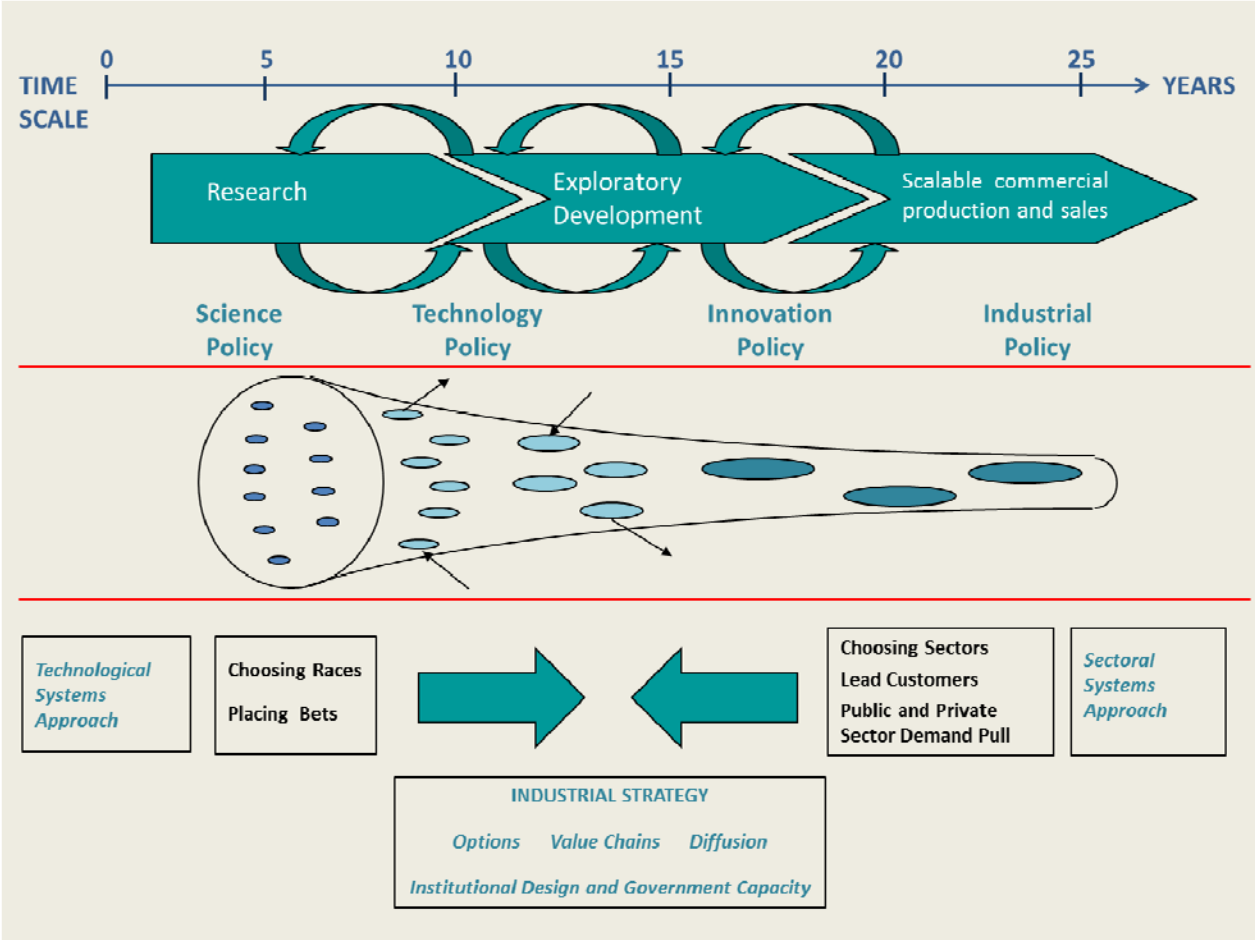 0 5 10 15 20 25
TIME
SCALE
YEARS
Research
Exploratory
Development
Scalable commercial
production and sales
Science
Policy
Technology
Policy
Innovation
Policy
Industrial
Policy
Technological
Systems
Approach
Choosing Races
Placing Bets
Choosing Sectors
Lead Customers
Public and Private
Sector Demand Pull
Sectoral
Systems
Approach
INDUSTRIAL STRATEGY
Options Value Chains Diffusion
Institutional Design and Government Capacity